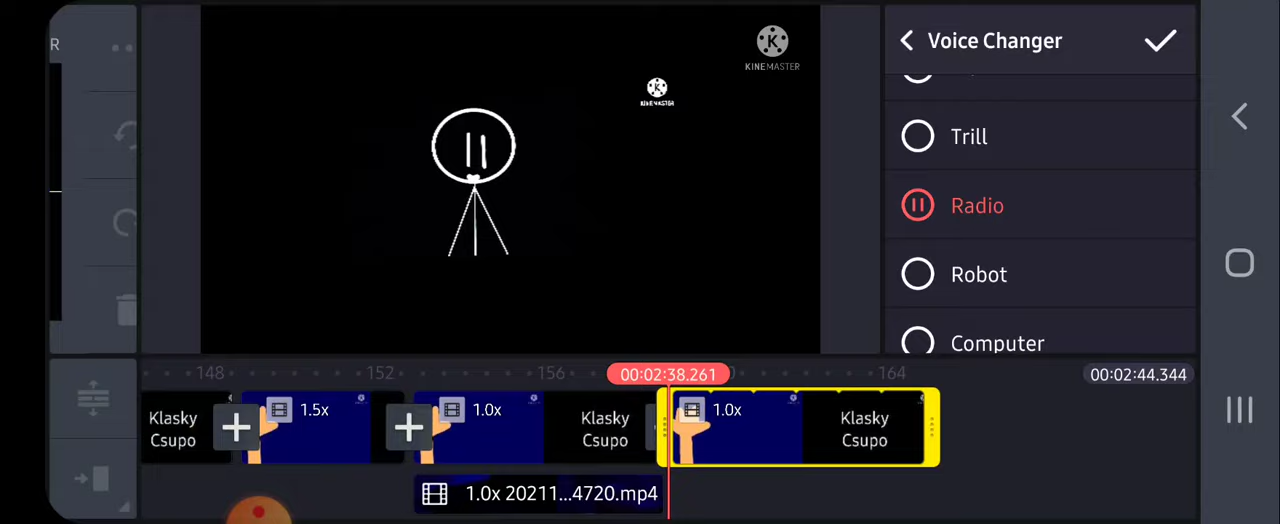 R
KINEMASTER
KINEMASTER
Voice Changer
Trill
Radio
Robot
Computer
148
152
156
164
00:02:38.261
00:02:44.344
Klasky
Csupo
1.5x
1.0x
Klasky
Csupo
1.0x
Klasky
Csupo
1.0x 20211...4720.mp4